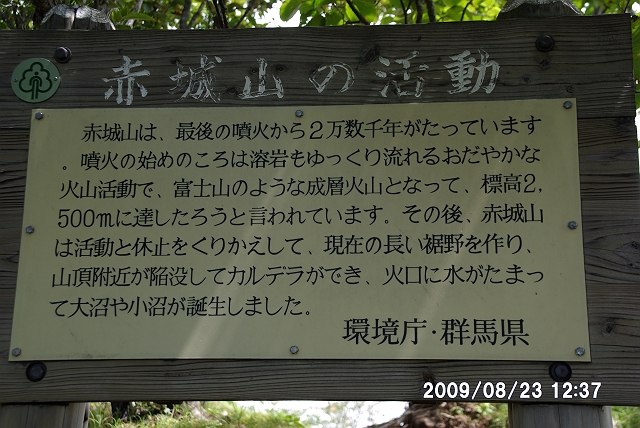 赤城山の活動
赤城山は、最後の噴火から2万数千年がたっています
。噴火の始めのころは溶岩もゆっくり流れるおだやかな
火山活動で、富士山のような成層火山となって、標高2,
500mに達したろうと言われています。その後、赤城山
は活動と休止をくりかえして、現在の長い裾野を作り、
山頂附近が陥没してカルデラができ、火口に水がたまっ
て大沼や小沼が誕生しました。
環境庁・群馬県
2009/08/23 12:37